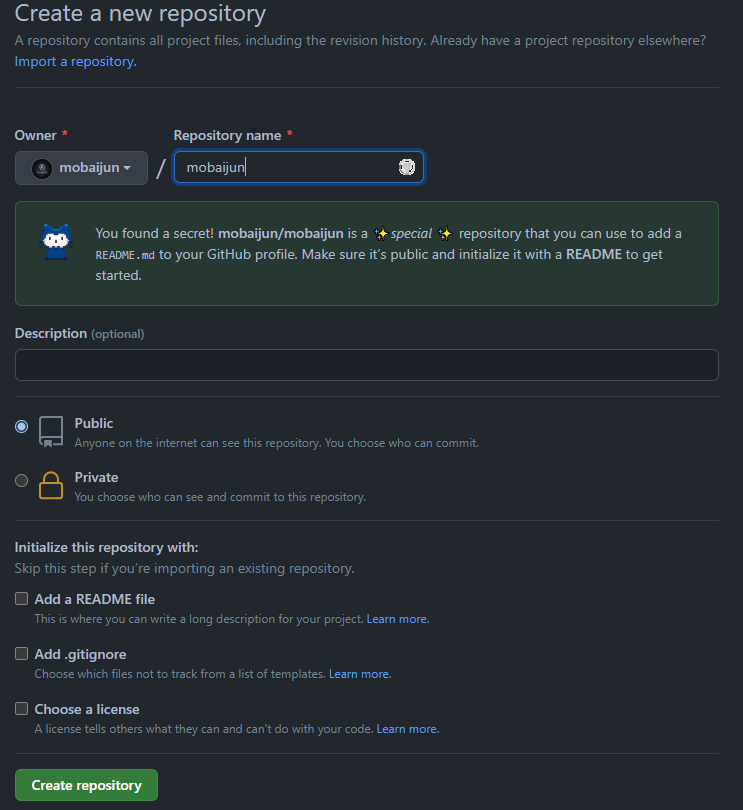 Create a new repository
A repository contains all project files, including the revision history. Already have a project repository elsewhere?
Import a repository.
Owner * Repository name *
mobaijun / mobaijun
You found a secret! mobaijun/mobaijun is a ✨ special ✨ repository that you can use to add a
README.md to your GitHub profile. Make sure it's public and initialize it with a README to get
started.
Description (optional)
Public
Anyone on the internet can see this repository. You choose who can commit.
Private
You choose who can see and commit to this repository.
Initialize this repository with:
Skip this step if you're importing an existing repository.
Add a README file
This is where you can write a long description for your project. Learn more.
Add .gitignore
Choose which files not to track from a list of templates. Learn more.
Choose a license
A license tells others what they can and can't do with your code. Learn more.
Create repository